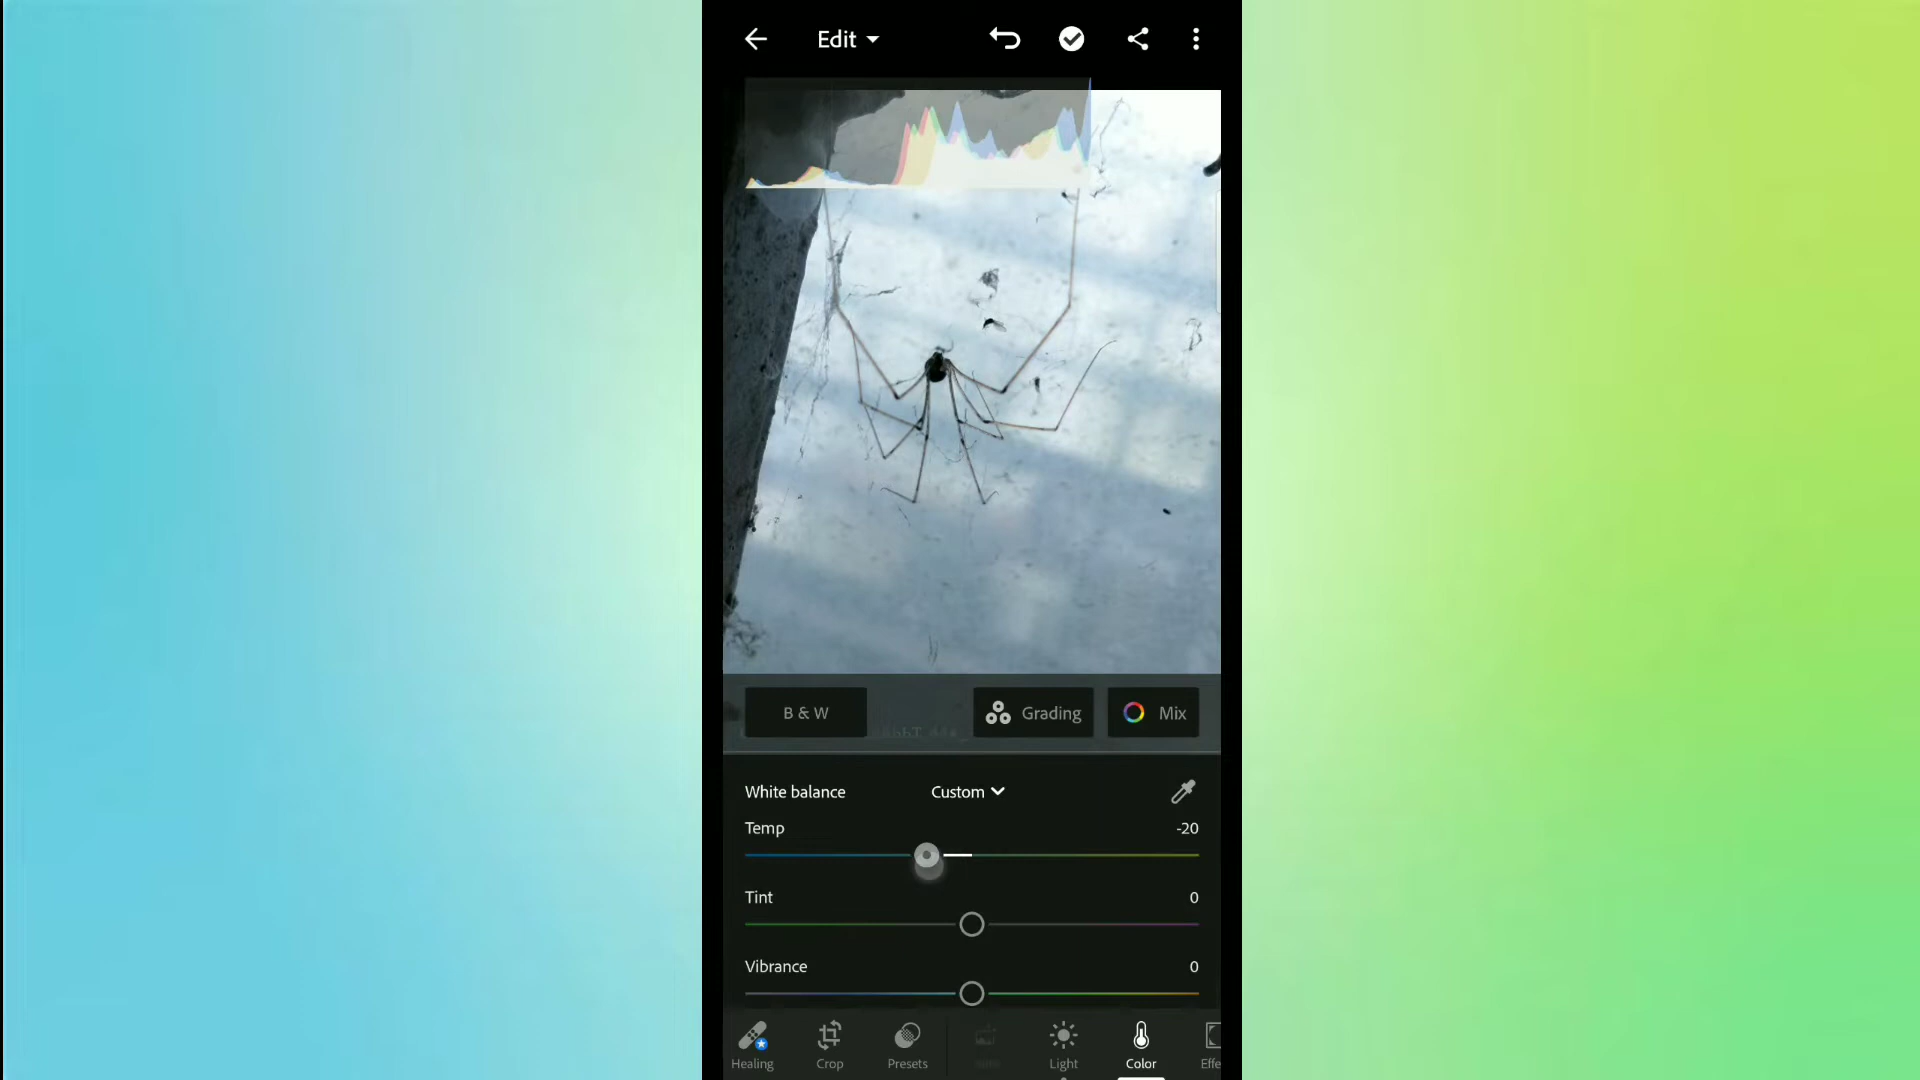 Edit
B & W
Grading
Mix
White balance
Custom
Temp
-20
Tint
0
Vibrance
0
Healing
Crop
Presets
Light
Color
Effe